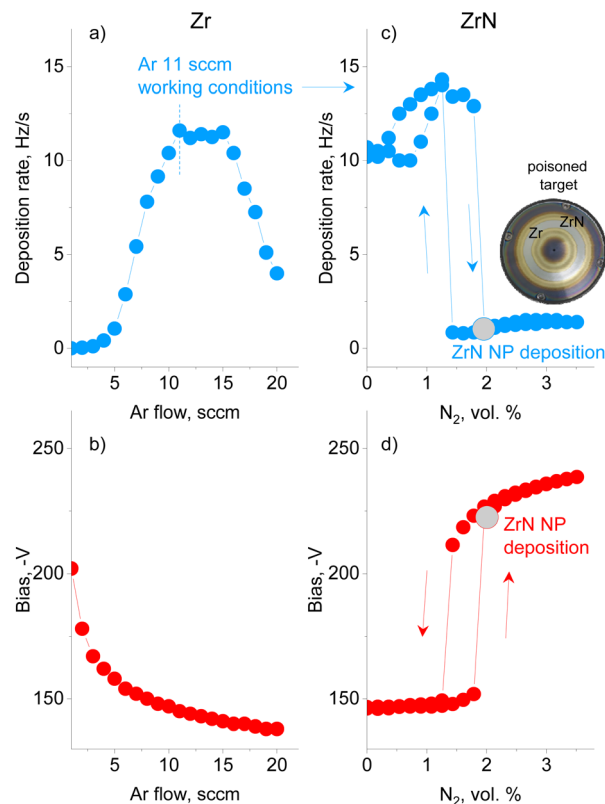 Zr
ZrN
a)
Ar 11 sccm
working conditions
Deposition rate, Hz/s
15
10
5
0
5
10
15
20
Ar flow, sccm
c)
Deposition rate, Hz/s
15
10
5
0
poisoned
target
Zr
ZrN
ZrN NP deposition
0
1
2
3
N₂, vol. %
b)
Bias, -V
250
200
150
5
10
15
20
Ar flow, sccm
d)
Bias, -V
250
200
150
ZrN NP
deposition
0
1
2
3
N₂, vol. %